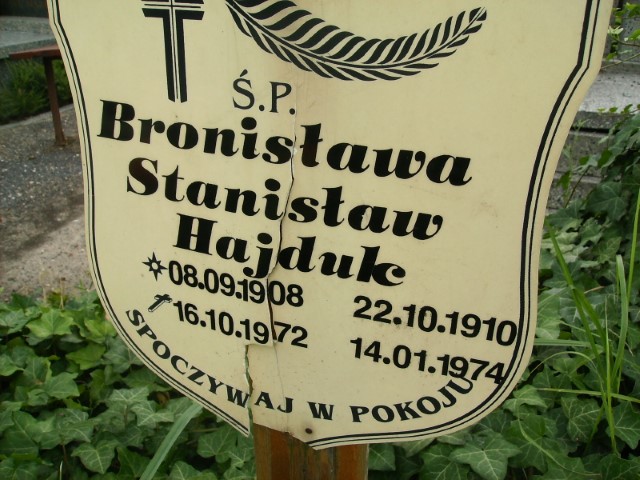 Ś.P.
Bronisława
Stanisław
Hajduk
08.09.1908 22.10.1910
16.10.1972 14.01.1974
SPOCZYWAJ W POKOJU